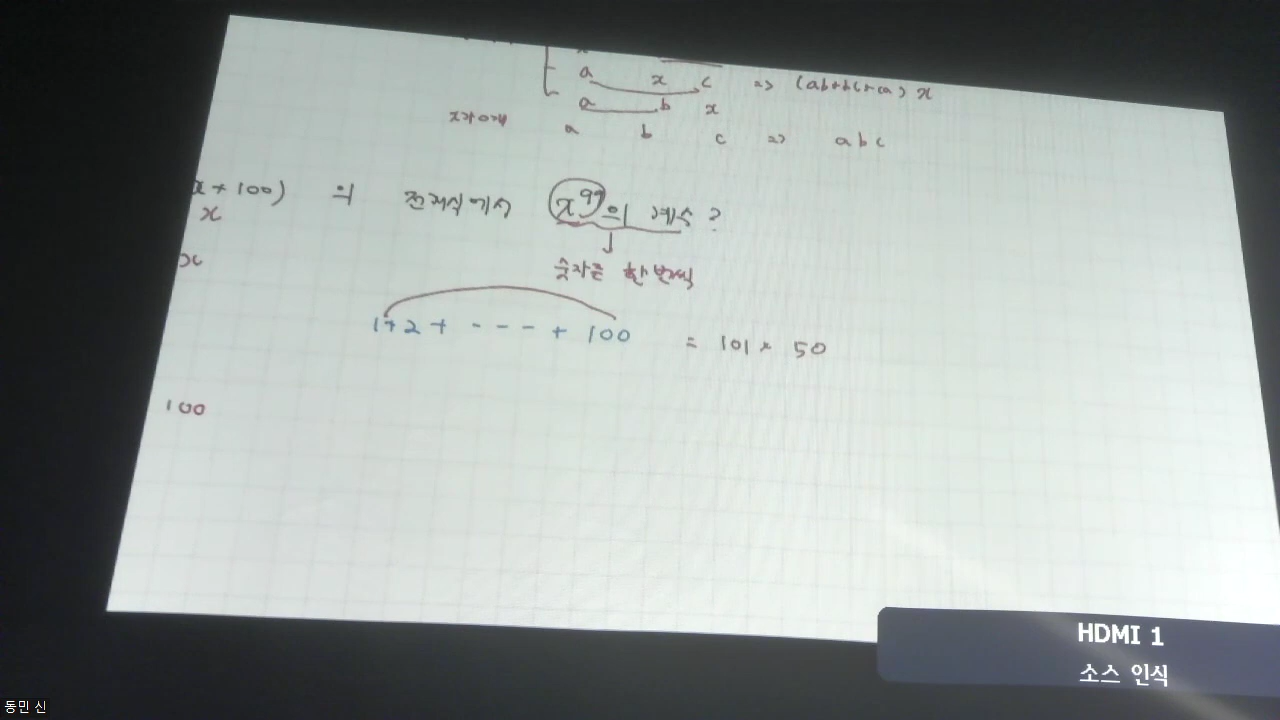 a x c => (ab+bc+ca) x
a b x
x가 0개 a b c => abc
x + 100) 의 전개식에서 x⁹⁹의 계수?
x
숫자는 한 번씩
x
1+2+ --- + 100 = 101 × 50
100
HDMI 1
소스 인식
동민 신